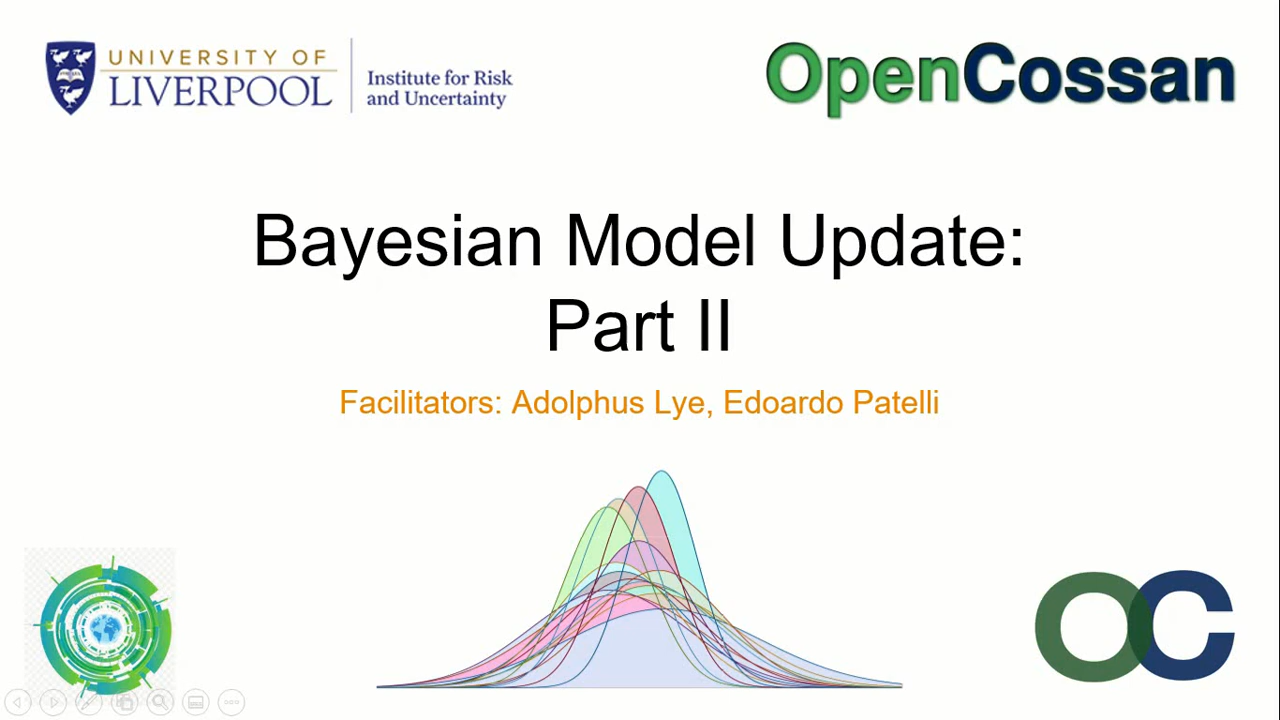 UNIVERSITY OF
LIVERPOOL
Institute for Risk
and Uncertainty
OpenCossan
Bayesian Model Update:
Part II
Facilitators: Adolphus Lye, Edoardo Patelli
OC